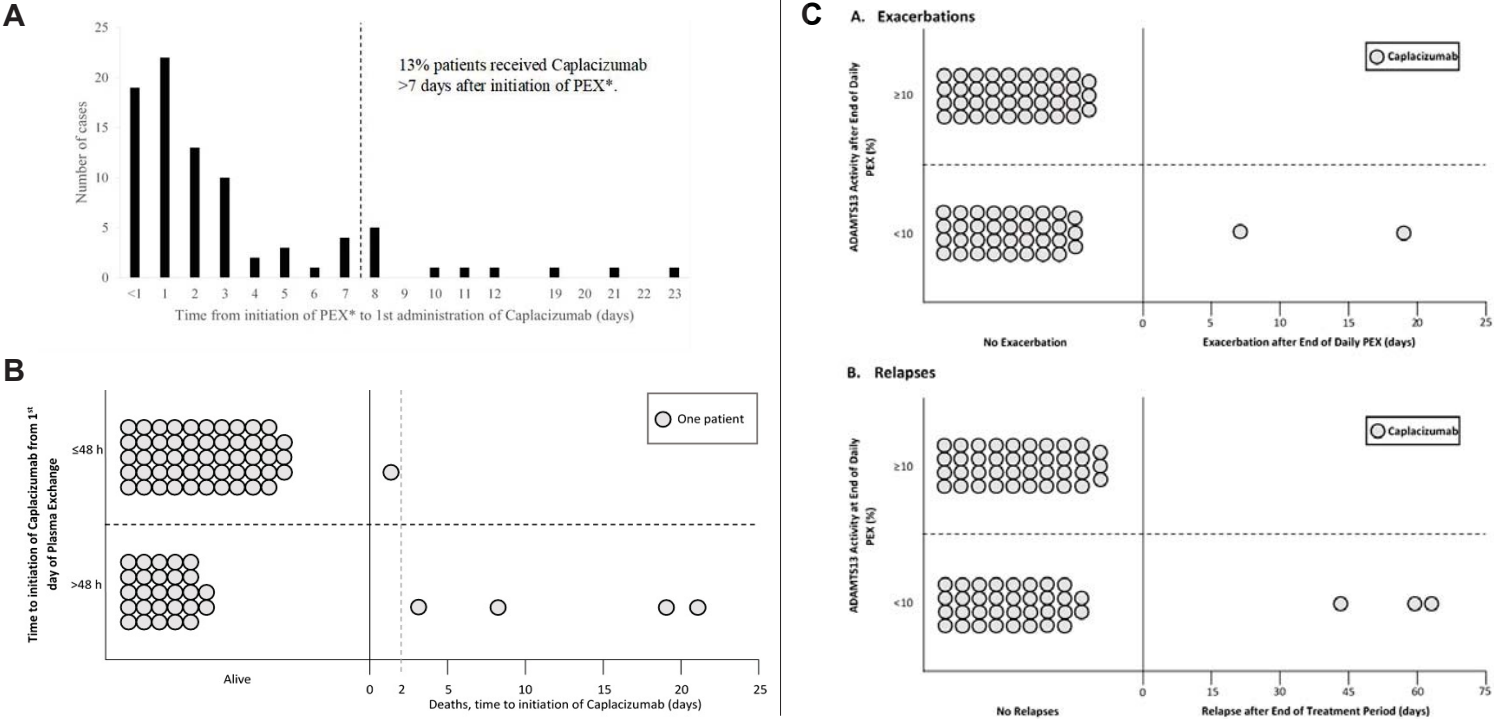 A
25
20
15
10
5
0
Number of cases
13% patients received Caplacizumab
>7 days after initiation of PEX*.
<1 1 2 3 4 5 6 7 8 9 10 11 12 19 20 21 22 23
Time from initiation of PEX* to 1st administration of Caplacizumab (days)
B
Time to initiation of Caplacizumab from 1st
day of Plasma Exchange
≤48 h
>48 h
One patient
Alive
0 2 5 10 15 20 25
Deaths, time to initiation of Caplacizumab (days)
C
A. Exacerbations
Caplacizumab
ADAMTS13 Activity after End of Daily
PEX (%)
≥10
<10
0 5 10 15 20 25
No Exacerbation
Exacerbation after End of Daily PEX (days)
B. Relapses
Caplacizumab
ADAMTS13 Activity at End of Daily
PEX (%)
≥10
<10
0 15 30 45 60 75
No Relapses
Relapse after End of Treatment Period (days)